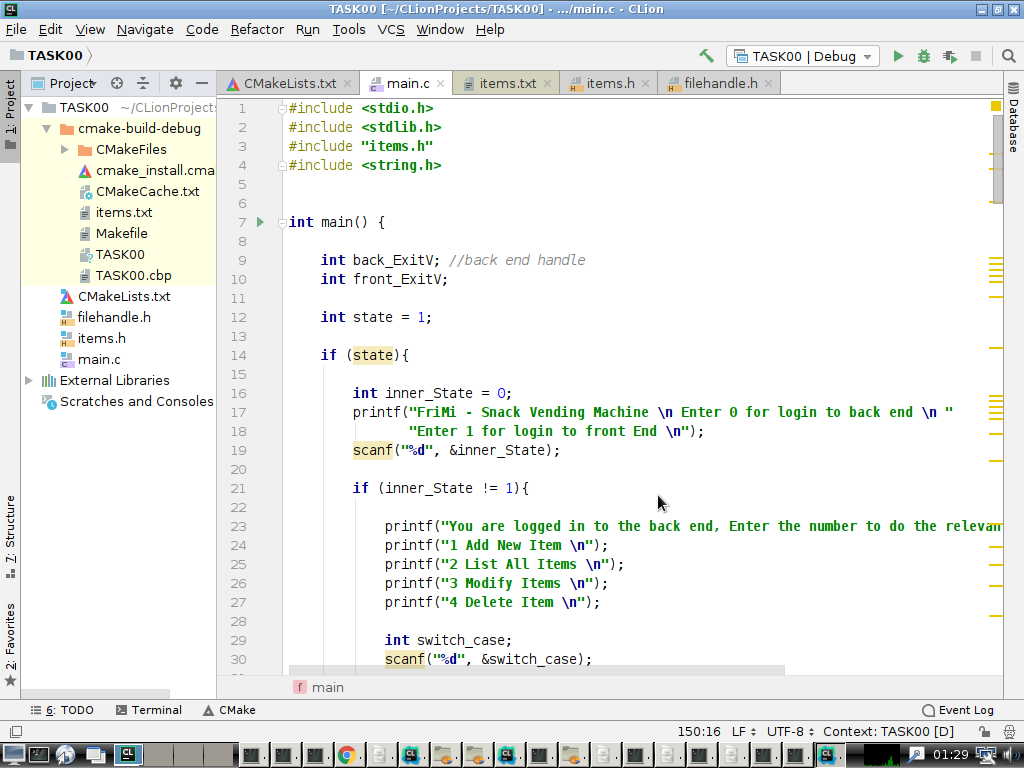 TASK00 [~/CLionProjects/TASK00] - .../main.c - CLion
File Edit View Navigate Code Refactor Run Tools VCS Window Help
TASK00 TASK00 | Debug
1: Project
Project
CMakeLists.txt main.c items.txt items.h filehandle.h
Database
TASK00 ~/CLionProjects
cmake-build-debug
CMakeFiles
cmake_install.cma
CMakeCache.txt
items.txt
Makefile
TASK00
TASK00.cbp
CMakeLists.txt
filehandle.h
items.h
main.c
External Libraries
Scratches and Consoles
7: Structure
2: Favorites
1 #include <stdio.h>
2 #include <stdlib.h>
3 #include "items.h"
4 #include <string.h>
5
6
7 int main() {
8
9 int back_ExitV; //back end handle
10 int front_ExitV;
11
12 int state = 1;
13
14 if (state){
15
16 int inner_State = 0;
17 printf("FriMi - Snack Vending Machine \n Enter 0 for login to back end \n "
18 "Enter 1 for login to front End \n");
19 scanf("%d", &inner_State);
20
21 if (inner_State != 1){
22
23 printf("You are logged in to the back end, Enter the number to do the relevan
24 printf("1 Add New Item \n");
25 printf("2 List All Items \n");
26 printf("3 Modify Items \n");
27 printf("4 Delete Item \n");
28
29 int switch_case;
30 scanf("%d", &switch_case);
f main
6: TODO Terminal CMake Event Log
150:16 LF UTF-8 Context: TASK00 [D]
01:29